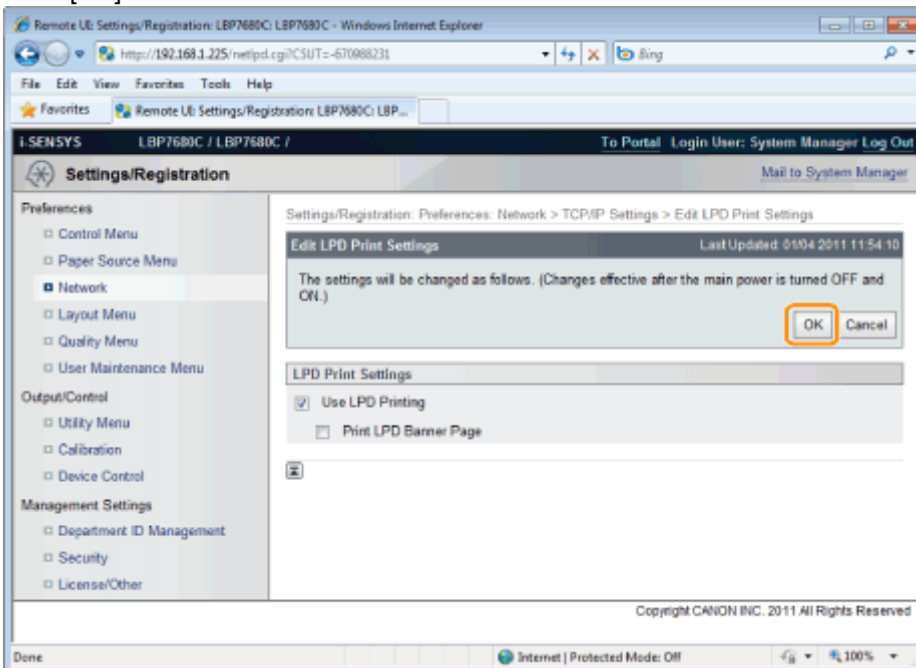 Remote UI: Settings/Registration: LBP7680C: LBP7680C - Windows Internet Explorer
http://192.168.1.225/netlpd.cgi?CSUT=-670988231
Bing
File Edit View Favorites Tools Help
Favorites Remote UI: Settings/Registration: LBP7680C: LBP...
i-SENSYS LBP7680C / LBP7680C / To Portal Login User: System Manager Log Out
Settings/Registration Mail to System Manager
Preferences
Control Menu
Paper Source Menu
Network
Layout Menu
Quality Menu
User Maintenance Menu
Output/Control
Utility Menu
Calibration
Device Control
Management Settings
Department ID Management
Security
License/Other
Settings/Registration: Preferences: Network > TCP/IP Settings > Edit LPD Print Settings
Edit LPD Print Settings Last Updated: 01/04 2011 11:54:10
The settings will be changed as follows. (Changes effective after the main power is turned OFF and
ON.)
OK Cancel
LPD Print Settings
Use LPD Printing
Print LPD Banner Page
Copyright CANON INC. 2011 All Rights Reserved
Done Internet | Protected Mode: Off 100%